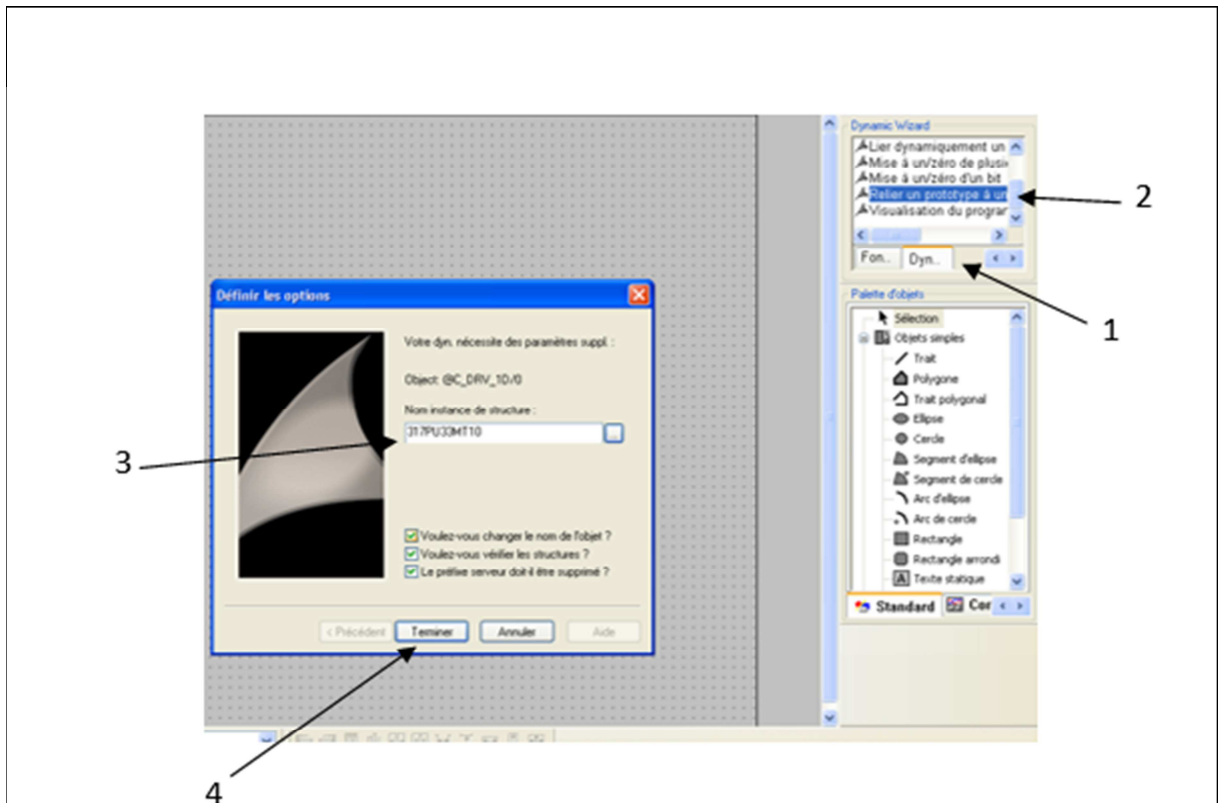 Dynamic Wizard
Lier dynamiquement un
Mise à un/zéro de plusie
Mise à un/zéro d'un bit
Relier un prototype à un
Visualisation du program
Fon.. Dyn..
2
1
Définir les options
Votre dyn. nécessite des paramètres suppl. :
Object: @C_DRV_1D/0
Nom instance de structure :
317PU33MT10
...
3
Voulez-vous changer le nom de l'objet ?
Voulez-vous vérifier les structures ?
Le préfixe serveur doit-il être supprimé ?
< Précédent Terminer Annuler Aide
4
Palette d'objets
Sélection
Objets simples
Trait
Polygone
Trait polygonal
Ellipse
Cercle
Segment d'ellipse
Segment de cercle
Arc d'ellipse
Arc de cercle
Rectangle
Rectangle arrondi
A Texte statique
Standard Cor